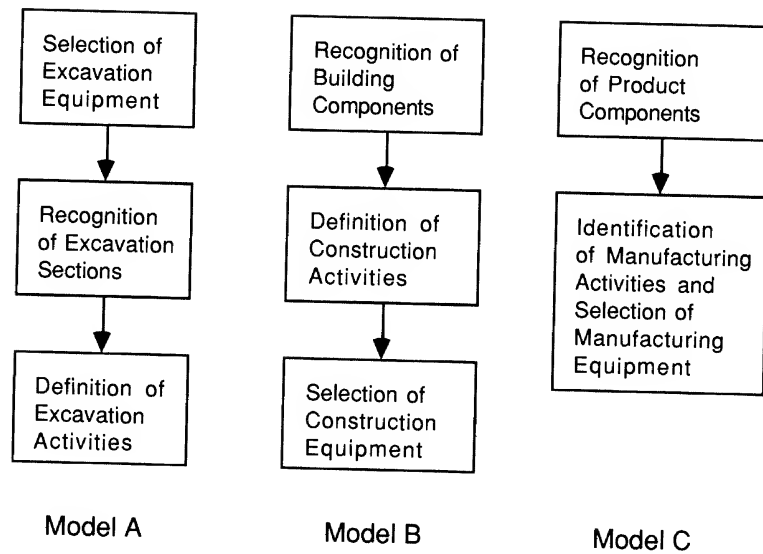 Selection of
Excavation
Equipment
Recognition
of Excavation
Sections
Definition of
Excavation
Activities
Model A
Recognition of
Building
Components
Definition of
Construction
Activities
Selection of
Construction
Equipment
Model B
Recognition
of Product
Components
Identification
of Manufacturing
Activities and
Selection of
Manufacturing
Equipment
Model C